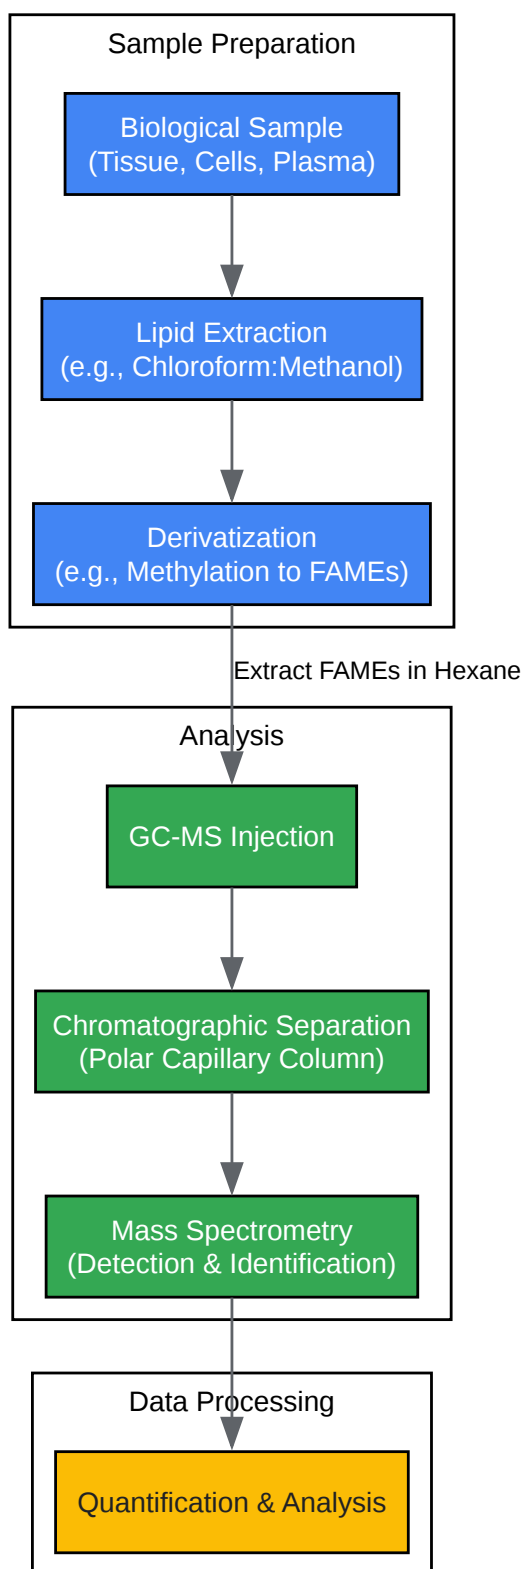 Sample Preparation
Biological Sample
(Tissue, Cells, Plasma)
Lipid Extraction
(e.g., Chloroform:Methanol)
Derivatization
(e.g., Methylation to FAMEs)
Extract FAMEs in Hexane
Analysis
GC-MS Injection
Chromatographic Separation
(Polar Capillary Column)
Mass Spectrometry
(Detection & Identification)
Data Processing
Quantification & Analysis